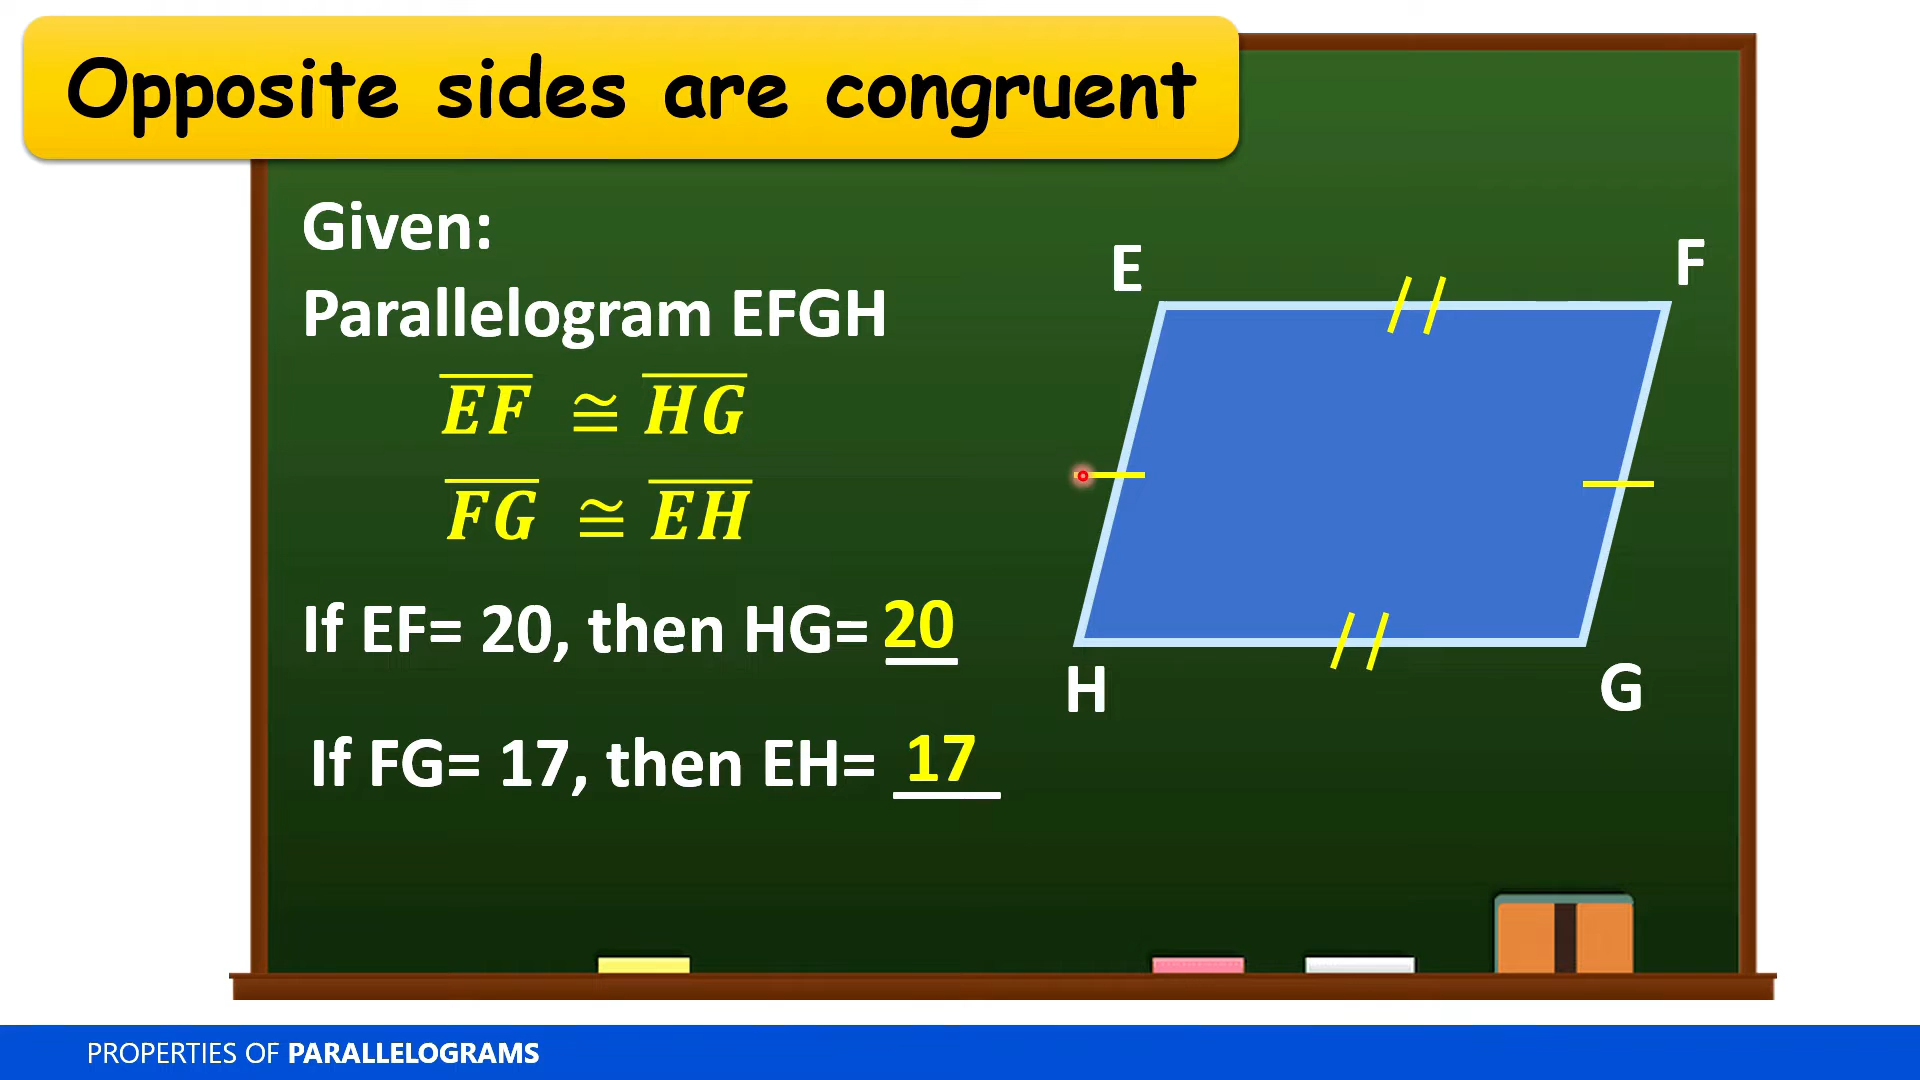 Opposite sides are congruent
Given:
Parallelogram EFGH
E
F
EF ≅ HG
FG ≅ EH
If EF= 20, then HG= 20
H
G
If FG= 17, then EH= 17
PROPERTIES OF PARALLELOGRAMS